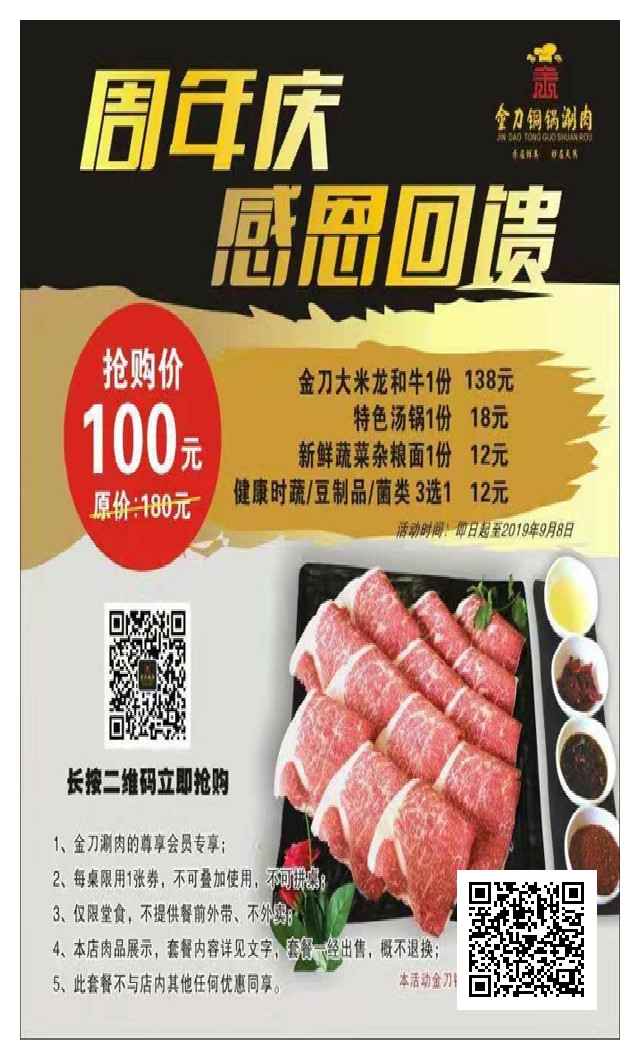 周年庆
感恩回馈
金刀铜锅涮肉
JIN DAO TONG GUO SHUAN ROU
抢购价
100元
原价:180元
金刀大米龙和牛1份 138元
特色汤锅1份 18元
新鲜蔬菜杂粮面1份 12元
健康时蔬/豆制品/菌类 3选1 12元
活动时间：即日起至2019年9月8日
长按二维码立即抢购
1、金刀涮肉的尊享会员专享；
2、每桌限用1张券，不可叠加使用，不可拼桌；
3、仅限堂食，不提供餐前外带、不外卖；
4、本店肉品展示，套餐内容详见文字，套餐一经出售，概不退换；
5、此套餐不与店内其他任何优惠同享。
本活动金刀